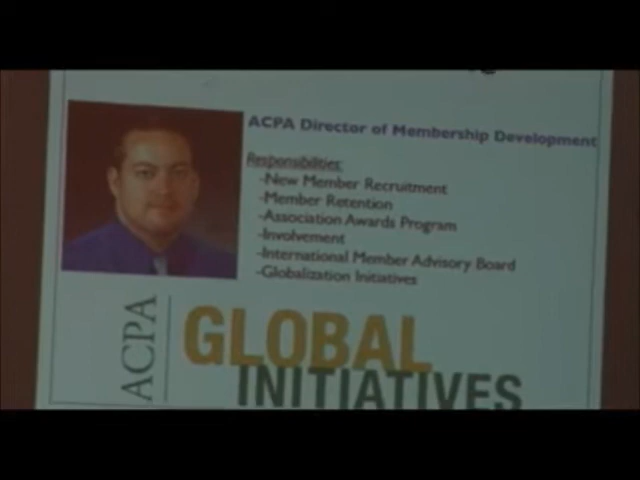 ACPA Director of Membership Development
Responsibilities:
-New Member Recruitment
-Member Retention
-Association Awards Program
-Involvement
-International Member Advisory Board
-Globalization Initiatives
ACPA
GLOBAL
INITIATIVES